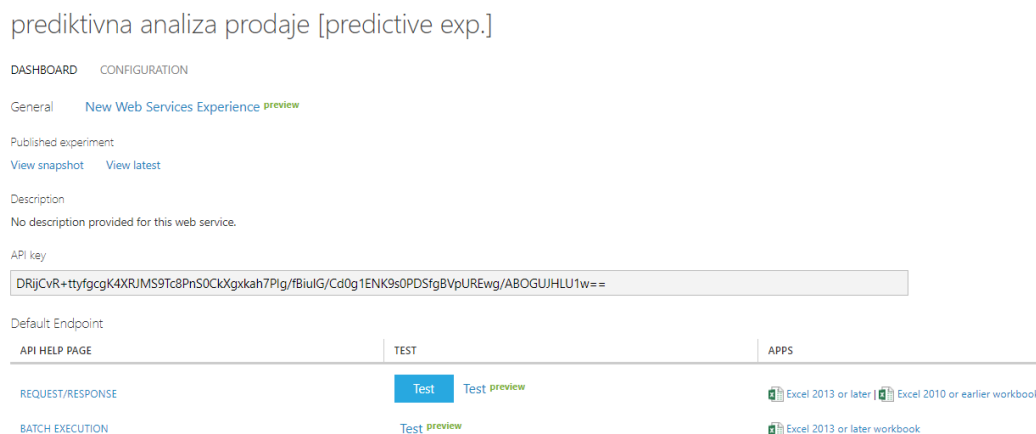 prediktivna analiza prodaje [predictive exp.]
DASHBOARD CONFIGURATION
General New Web Services Experience preview
Published experiment
View snapshot View latest
Description
No description provided for this web service.
API key
DRijCvR+ttyfgcgK4XRJMS9Tc8PnS0CkXgxkah7PIg/fBiuIG/Cd0g1ENK9s0PDSfgBVpUREwg/ABOGUJHLU1w==
Default Endpoint
API HELP PAGE TEST APPS
REQUEST/RESPONSE Test Test preview Excel 2013 or later | Excel 2010 or earlier workbook
BATCH EXECUTION Test preview Excel 2013 or later workbook